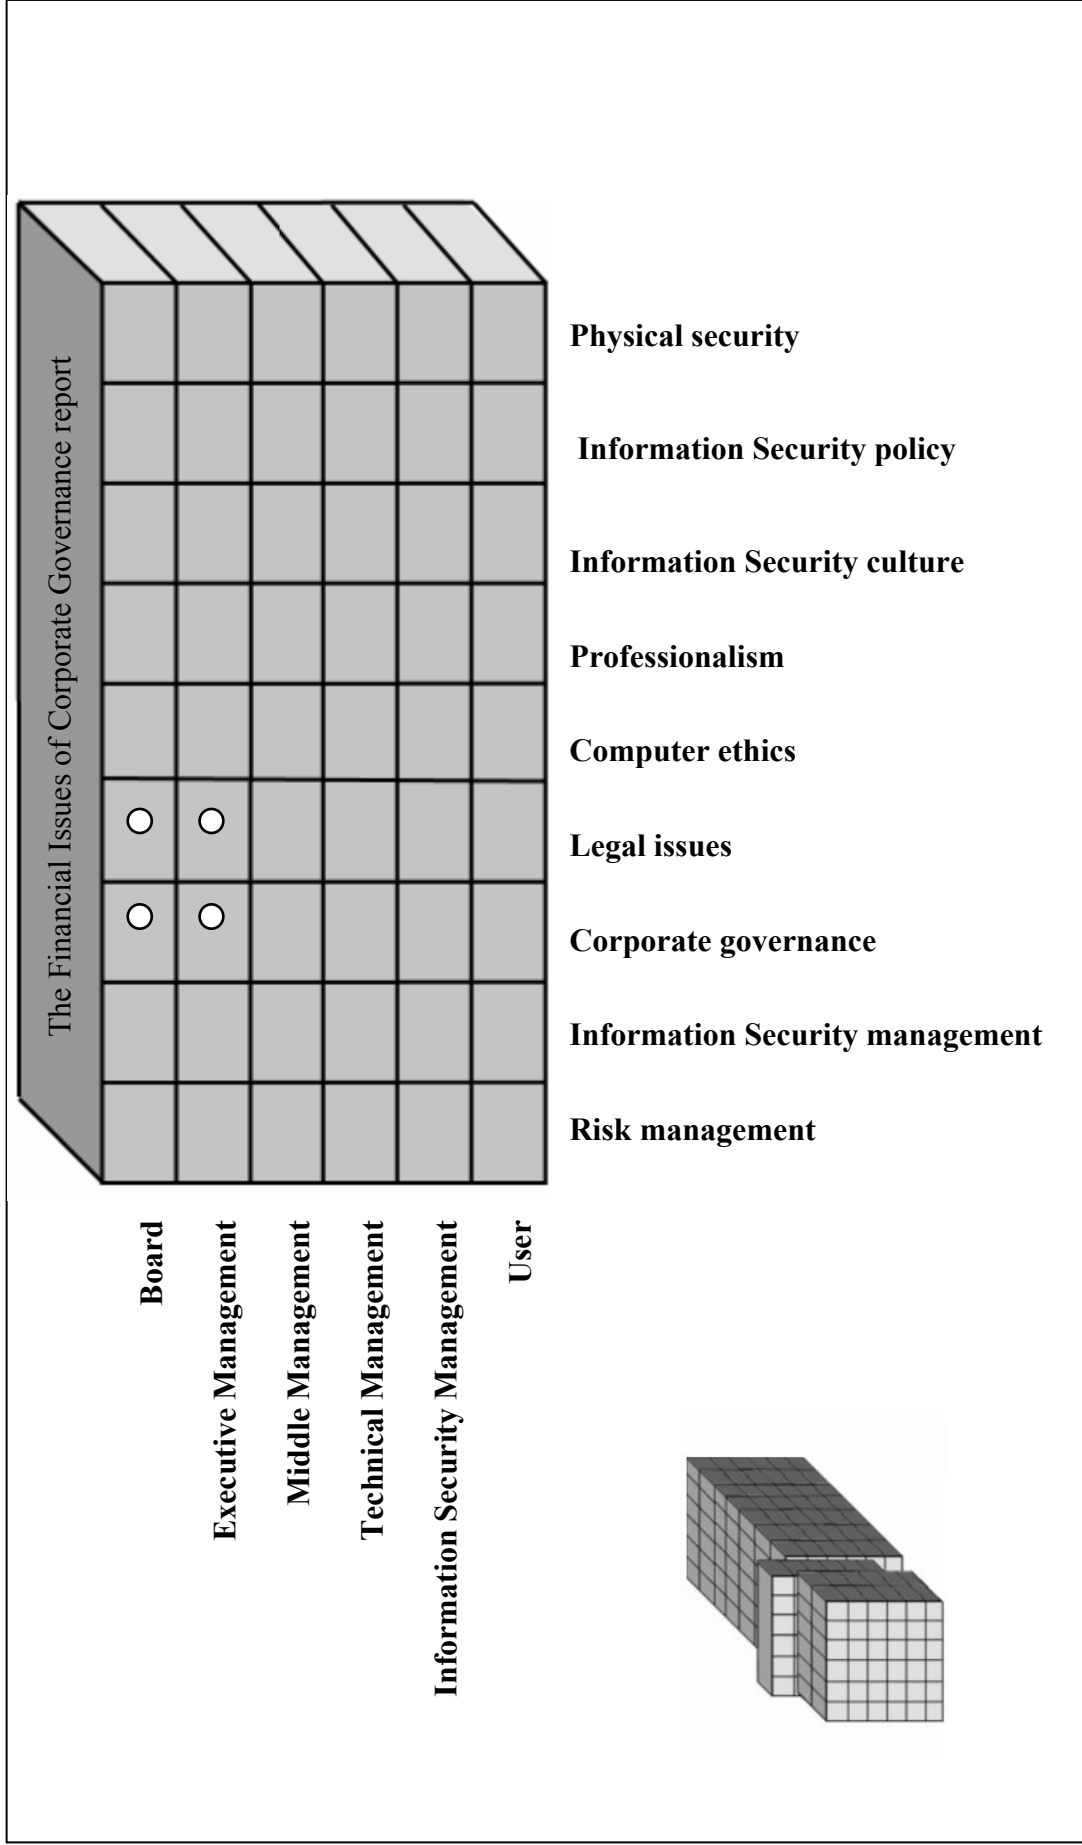 The Financial Issues of Corporate Governance report
Physical security
Information Security policy
Information Security culture
Professionalism
Computer ethics
Legal issues
Corporate governance
Information Security management
Risk management
Board
Executive Management
Middle Management
Technical Management
Information Security Management
User